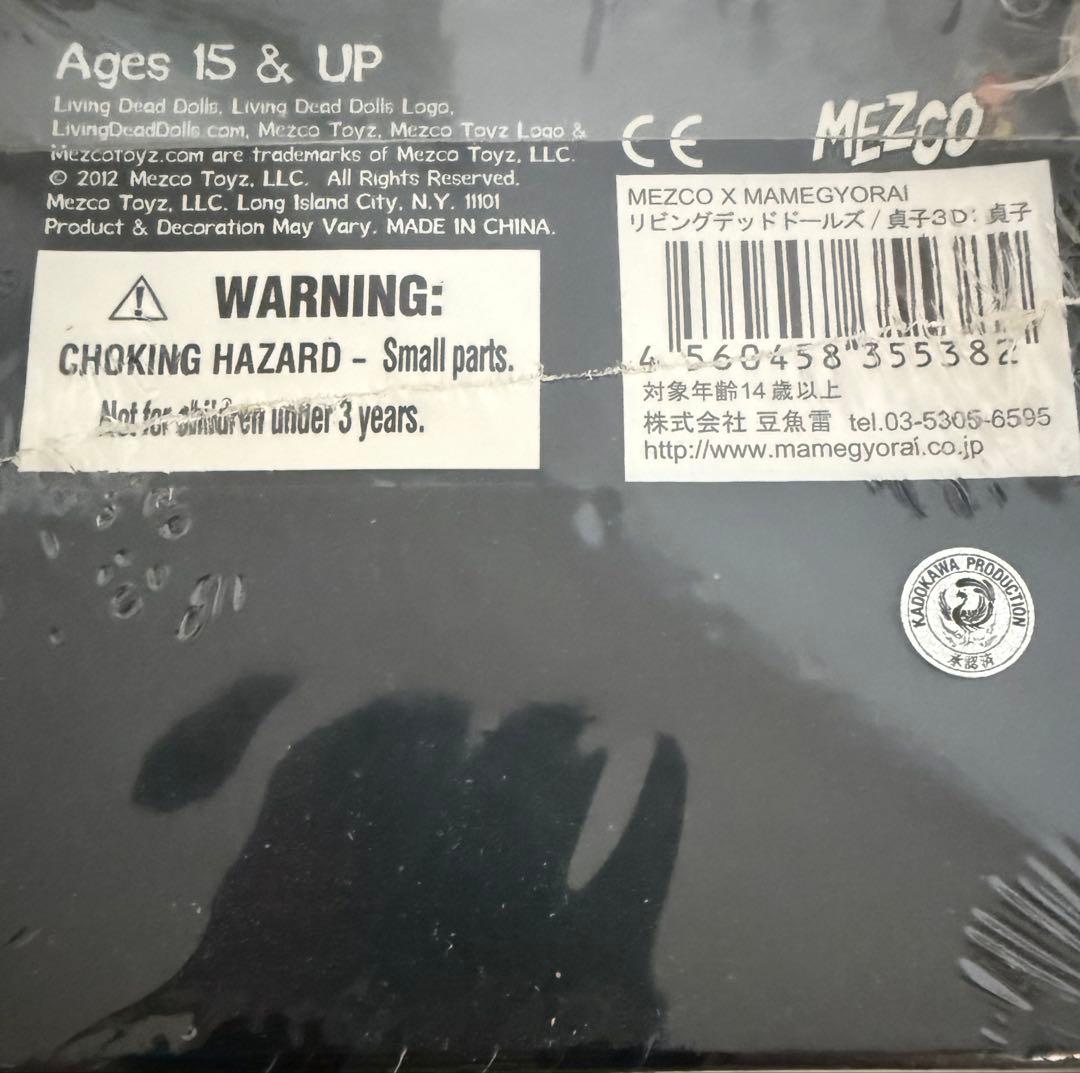 Ages 15 & UP
Living Dead Dolls, Living Dead Dolls Logo,
LivingDeadDolls.com, Mezco Toyz, Mezco Toyz Logo &
Mezcotoyz.com are trademarks of Mezco Toyz, LLC.
© 2012 Mezco Toyz, LLC. All Rights Reserved.
Mezco Toyz, LLC. Long Island City, N.Y. 11101
Product & Decoration May Vary. MADE IN CHINA.
CE
MEZCO
WARNING:
CHOKING HAZARD – Small parts.
Not for children under 3 years.
MEZCO X MAMEGYORAI
リビングデッドドールズ / 貞子3D: 貞子
4 560458 355382
対象年齢14歳以上
株式会社 豆魚雷 tel.03-5305-6595
http://www.mamegyorai.co.jp
KADOKAWA PRODUCTION
承認済